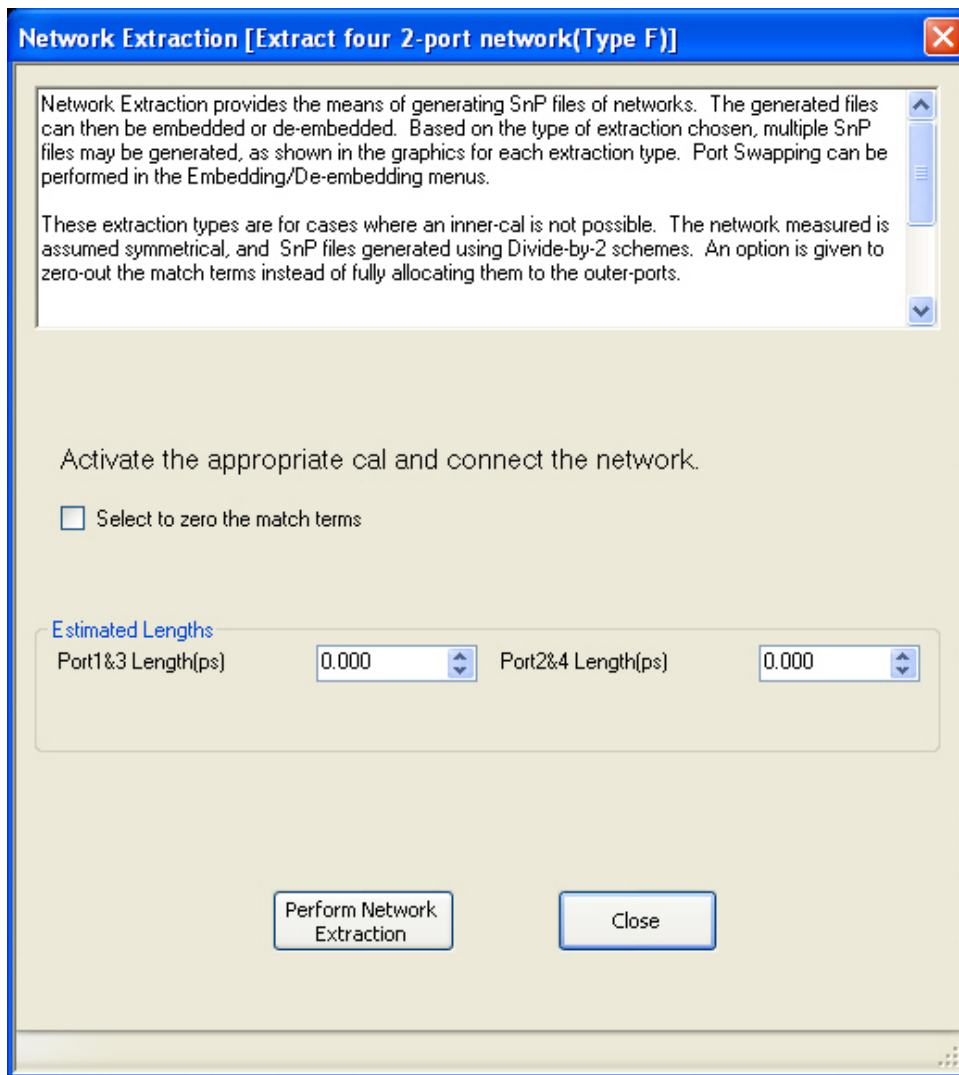 Network Extraction [Extract four 2-port network(Type F)]
Network Extraction provides the means of generating SnP files of networks.  The generated files
can then be embedded or de-embedded.  Based on the type of extraction chosen, multiple SnP
files may be generated, as shown in the graphics for each extraction type.  Port Swapping can be
performed in the Embedding/De-embedding menus.
These extraction types are for cases where an inner-cal is not possible.  The network measured is
assumed symmetrical, and  SnP files generated using Divide-by-2 schemes.  An option is given to
zero-out the match terms instead of fully allocating them to the outer-ports.
Activate the appropriate cal and connect the network.
Select to zero the match terms
Estimated Lengths
Port1&3 Length(ps) 0.000 Port2&4 Length(ps) 0.000
Perform Network
Extraction
Close